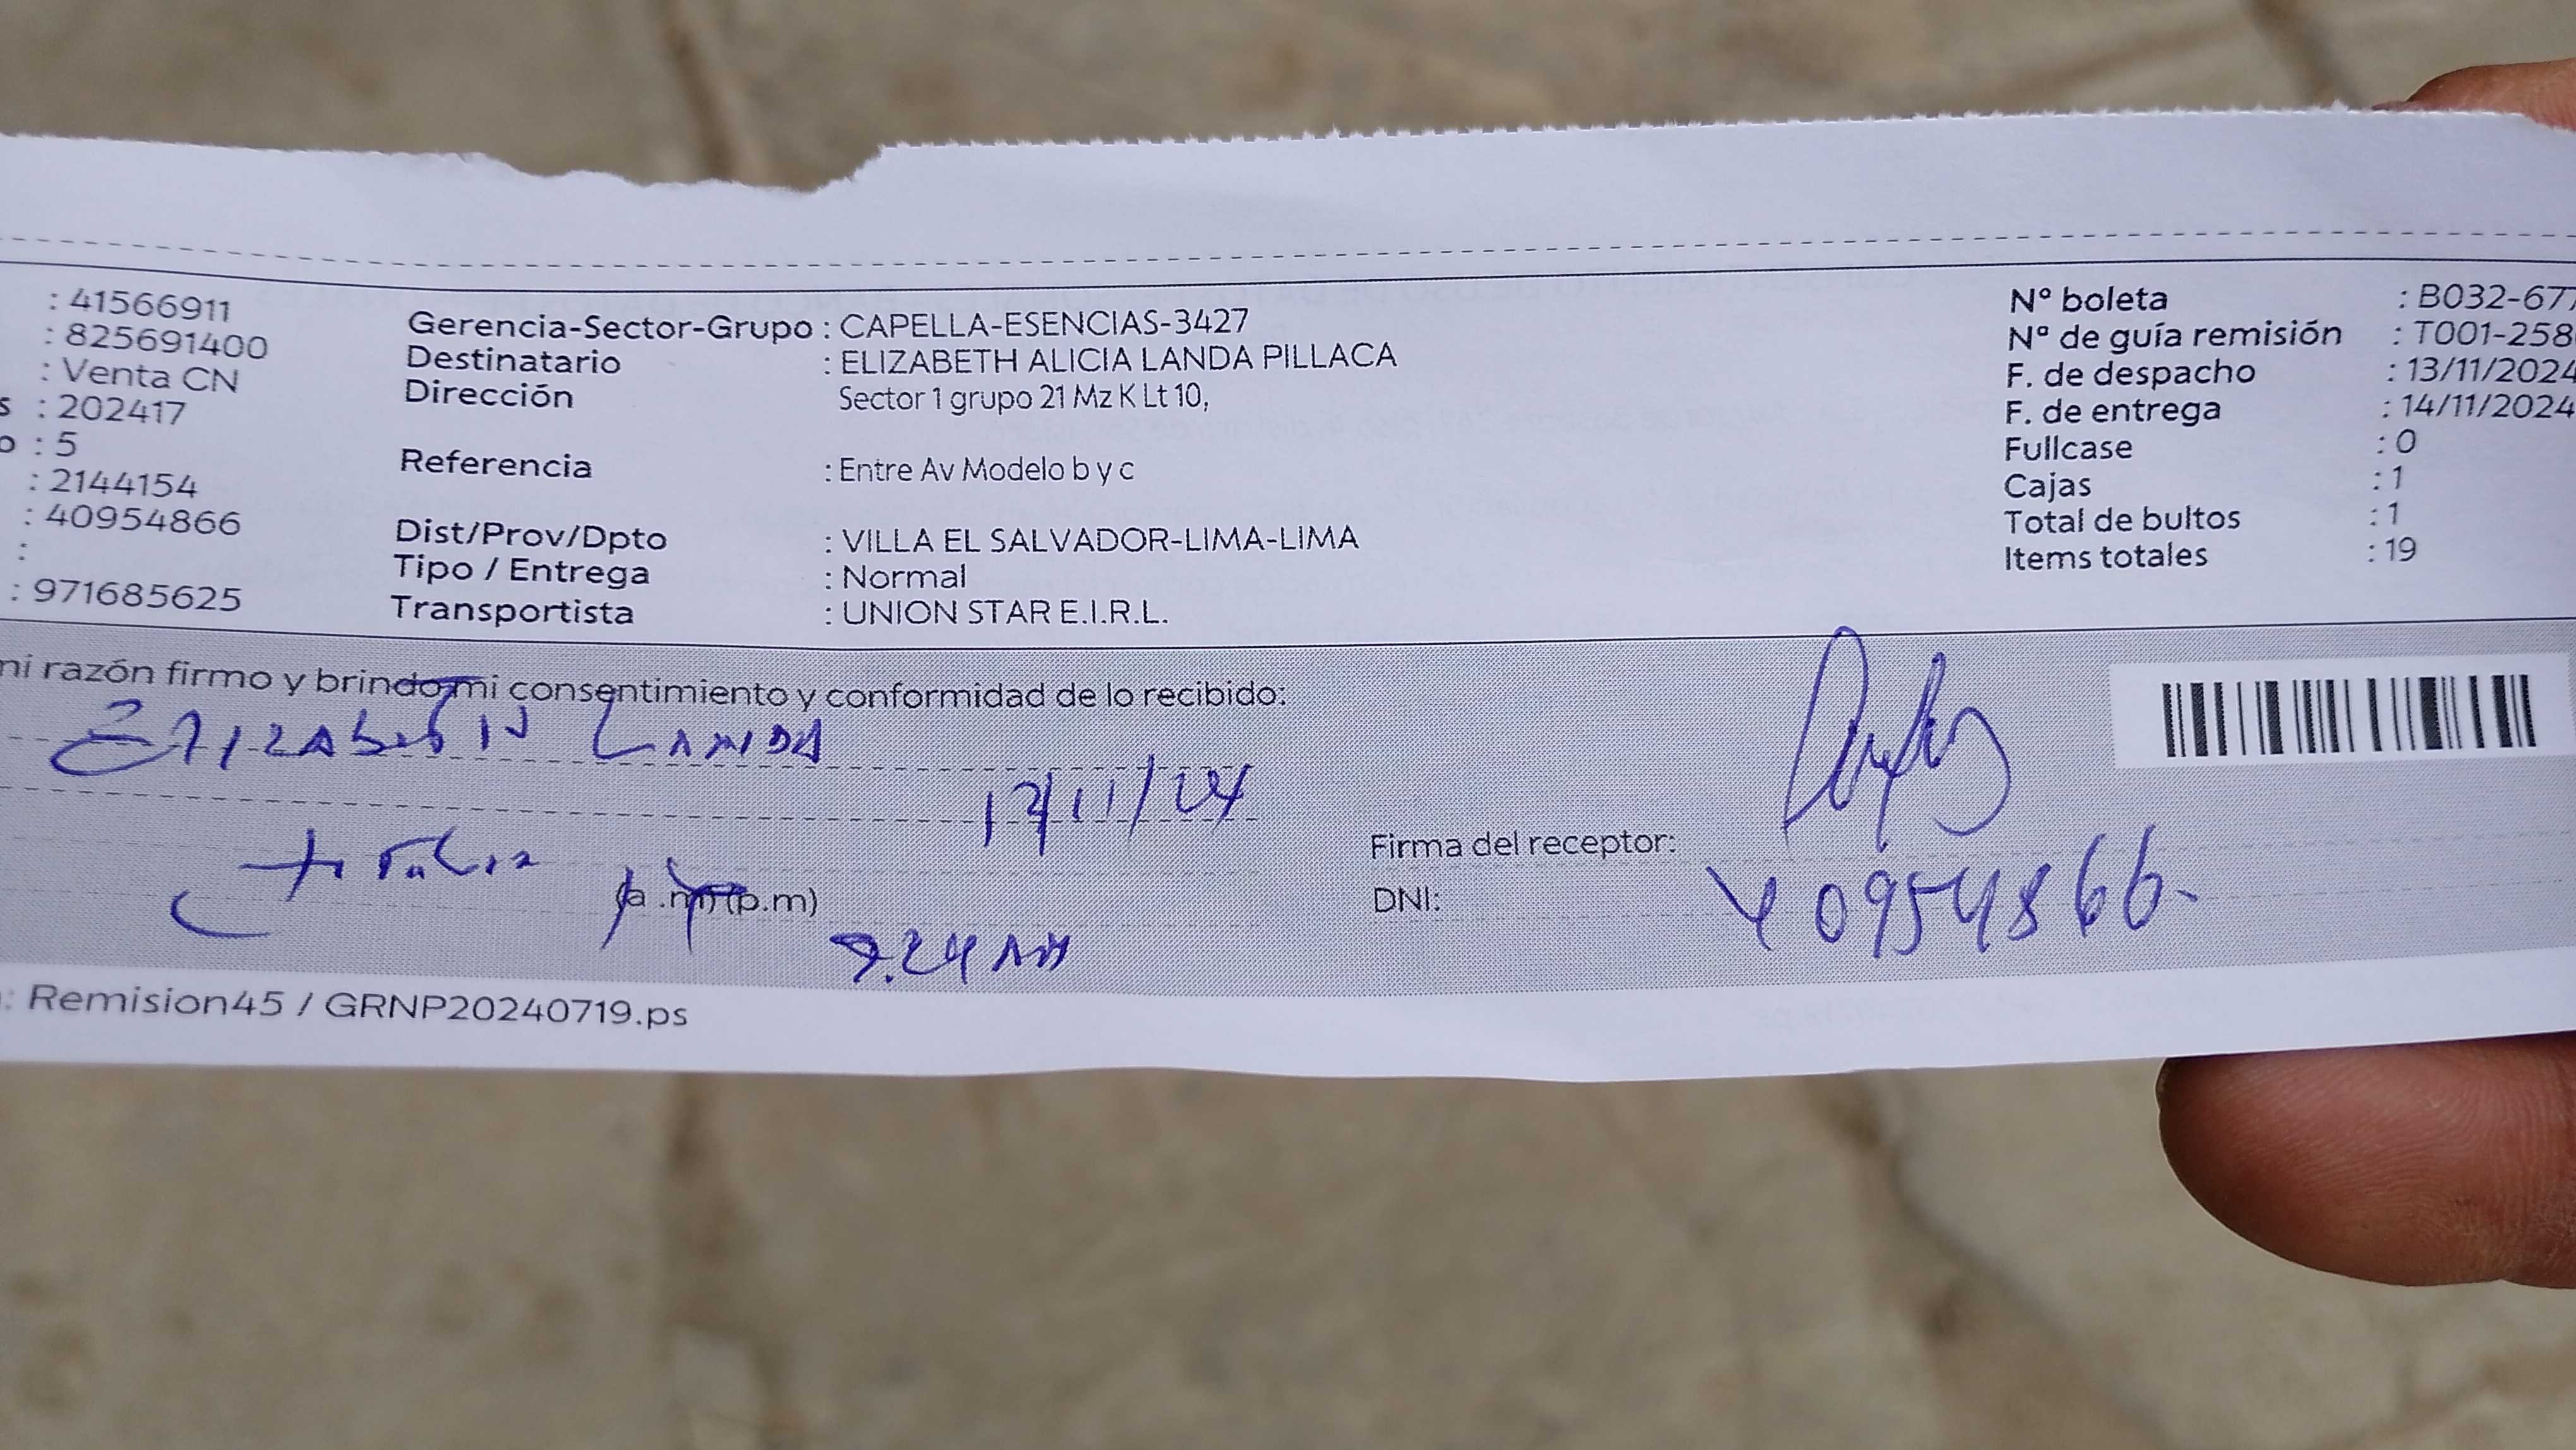 : 41566911
: 825691400
: Venta CN
s : 202417
o : 5
: 2144154
: 40954866
:
: 971685625
Gerencia-Sector-Grupo : CAPELLA-ESENCIAS-3427
Destinatario : ELIZABETH ALICIA LANDA PILLACA
Dirección Sector 1 grupo 21 Mz K Lt 10,
Referencia : Entre Av Modelo b y c
Dist/Prov/Dpto : VILLA EL SALVADOR-LIMA-LIMA
Tipo / Entrega : Normal
Transportista : UNION STAR E.I.R.L.
Nº boleta : B032-677
Nº de guía remisión : T001-258
F. de despacho : 13/11/2024
F. de entrega : 14/11/2024
Fullcase : 0
Cajas : 1
Total de bultos : 1
Items totales : 19
mi razón firmo y brindo mi consentimiento y conformidad de lo recibido:
Elizabeth Landa
/11/24
Titular
(a.m) (p.m)
.24 AM
Firma del receptor:
DNI: 40954866.
: Remision45 / GRNP20240719.ps